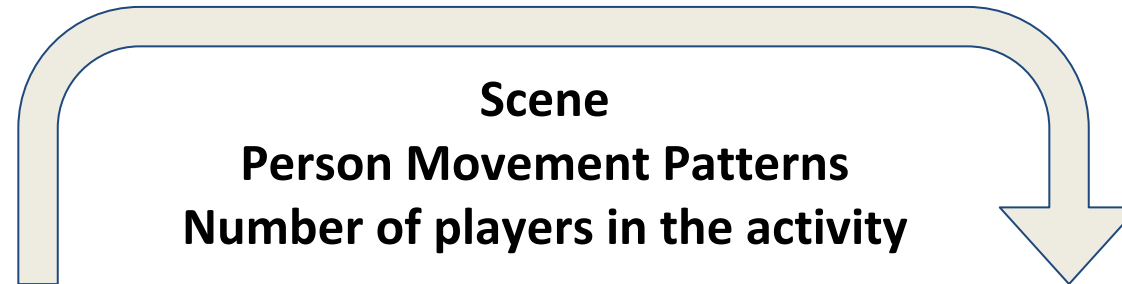 Scene
Person Movement Patterns
Number of players in the activity